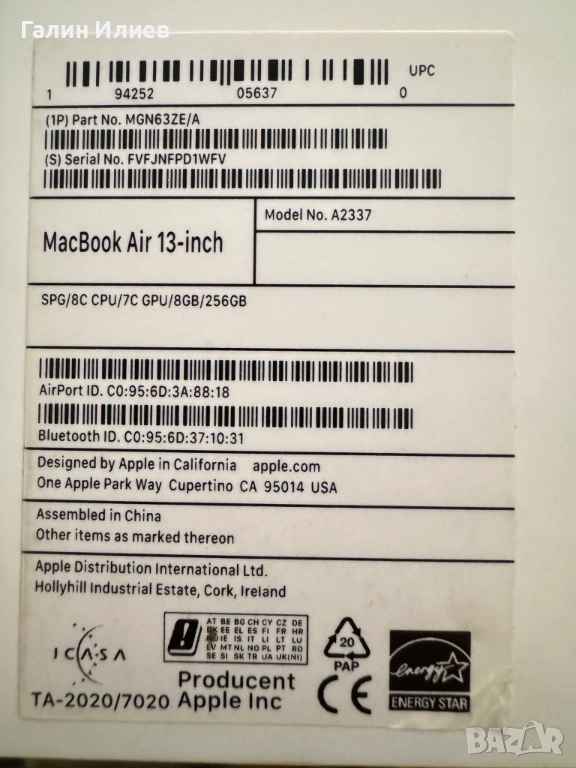 Галин Илиев
UPC
1 94252 05637 0
(1P) Part No. MGN63ZE/A
(S) Serial No. FVFJNFPD1WFV
MacBook Air 13-inch
Model No. A2337
SPG/8C CPU/7C GPU/8GB/256GB
AirPort ID. C0:95:6D:3A:88:18
Bluetooth ID. C0:95:6D:37:10:31
Designed by Apple in California apple.com
One Apple Park Way Cupertino CA 95014 USA
Assembled in China
Other items as marked thereon
Apple Distribution International Ltd.
Hollyhill Industrial Estate, Cork, Ireland
ICASA
TA-2020/7020
AT BE BG CH CY CZ DE
EE EL ES FI FR HR
IE IS IT LI LT LU
LV MT NL NO PL PT RO
SE SI SK TR UA UK(NI)
Producent
Apple Inc
20
PAP
CE
energy
ENERGY STAR
BAZAR